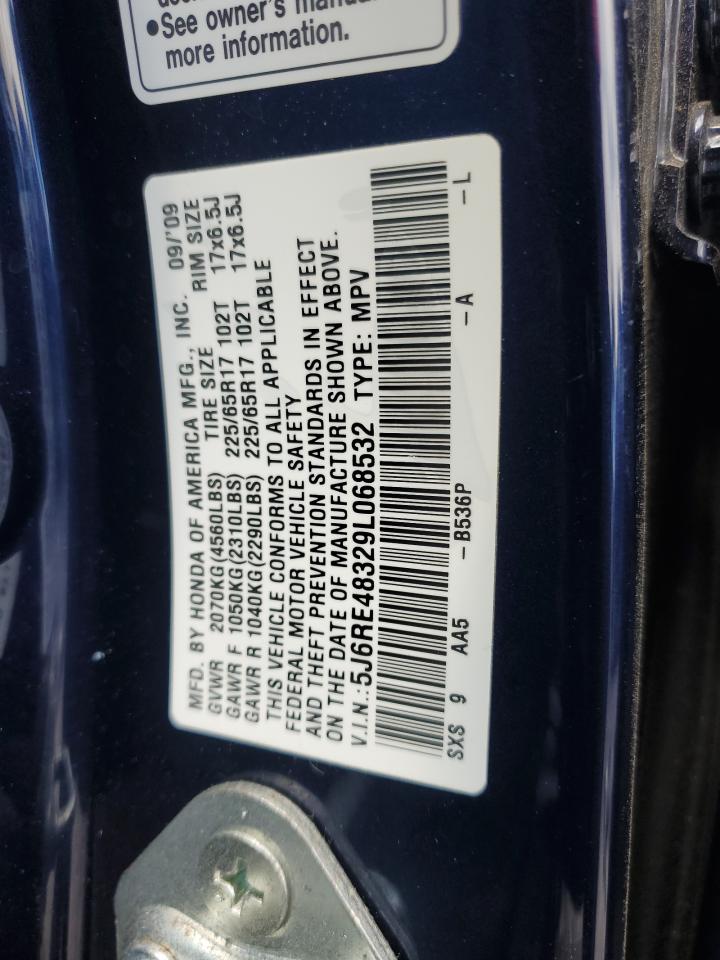 ●See owner's manual
more information.
MFD. BY HONDA OF AMERICA MFG., INC. 09/'09
GVWR 2070KG(4560LBS) TIRE SIZE RIM SIZE
GAWR F 1050KG(2310LBS) 225/65R17 102T 17x6.5J
GAWR R 1040KG(2290LBS) 225/65R17 102T 17x6.5J
THIS VEHICLE CONFORMS TO ALL APPLICABLE
FEDERAL MOTOR VEHICLE SAFETY
AND THEFT PREVENTION STANDARDS IN EFFECT
ON THE DATE OF MANUFACTURE SHOWN ABOVE.
V.I.N.:5J6RE48329L068532 TYPE: MPV
SXS 9 AA5 -B536P -A -L